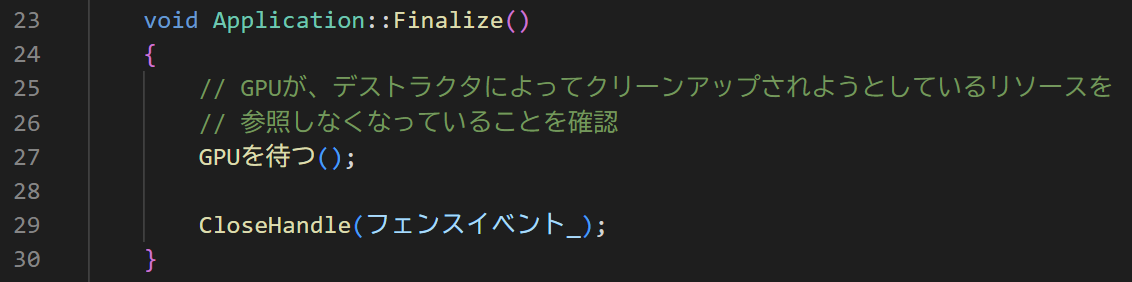 23 void Application::Finalize()
24 {
25 // GPUが、デストラクタによってクリーンアップされようとしているリソースを
26 // 参照しなくなっていることを確認
27 GPUを待つ();
28
29 CloseHandle(フェンスイベント_);
30 }